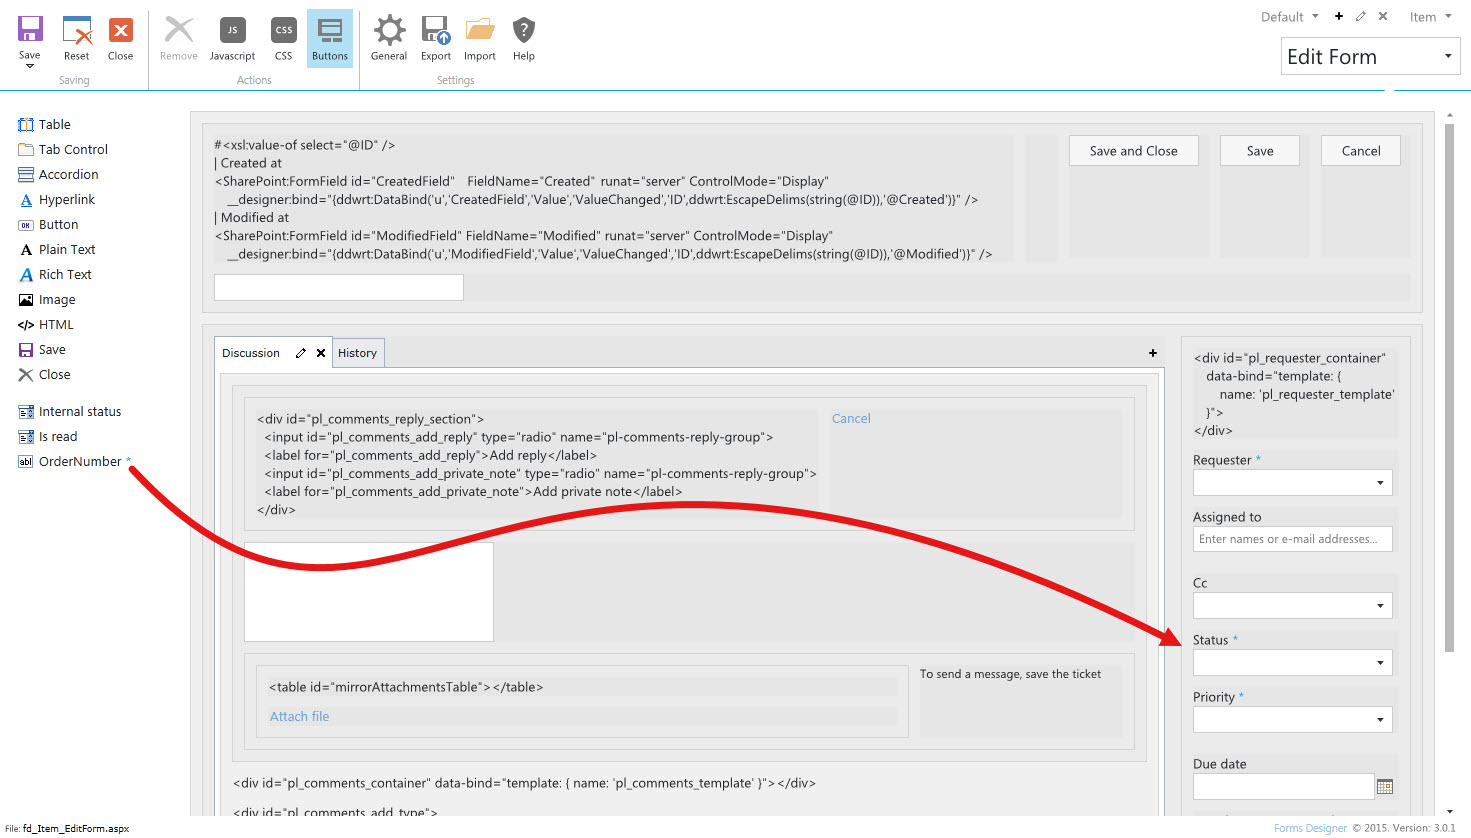 Default
Item
Save
Reset
Close
Remove
JS
Javascript
CSS
CSS
Buttons
General
Export
Import
Help
Saving
Actions
Settings
Edit Form
Table
Tab Control
Accordion
A Hyperlink
OK Button
A Plain Text
A Rich Text
Image
</> HTML
Save
Close
Internal status
Is read
abl OrderNumber *
#<xsl:value-of select="@ID" />
| Created at
<SharePoint:FormField id="CreatedField" FieldName="Created" runat="server" ControlMode="Display"
__designer:bind="{ddwrt:DataBind('u','CreatedField','Value','ValueChanged','ID',ddwrt:EscapeDelims(string(@ID)),'@Created')}" />
| Modified at
<SharePoint:FormField id="ModifiedField" FieldName="Modified" runat="server" ControlMode="Display"
__designer:bind="{ddwrt:DataBind('u','ModifiedField','Value','ValueChanged','ID',ddwrt:EscapeDelims(string(@ID)),'@Modified')}" />
Save and Close
Save
Cancel
Discussion
History
<div id="pl_comments_reply_section">
<input id="pl_comments_add_reply" type="radio" name="pl-comments-reply-group">
<label for="pl_comments_add_reply">Add reply</label>
<input id="pl_comments_add_private_note" type="radio" name="pl-comments-reply-group">
<label for="pl_comments_add_private_note">Add private note</label>
</div>
Cancel
<table id="mirrorAttachmentsTable"></table>
Attach file
To send a message, save the ticket
<div id="pl_comments_container" data-bind="template: { name: 'pl_comments_template' }"></div>
<div id="pl_comments_add_type">
<div id="pl_requester_container"
data-bind="template: {
name: 'pl_requester_template'
}">
</div>
Requester *
Assigned to
Enter names or e-mail addresses...
Cc
Status *
Priority *
Due date
File: fd_Item_EditForm.aspx
Forms Designer © 2015. Version: 3.0.1